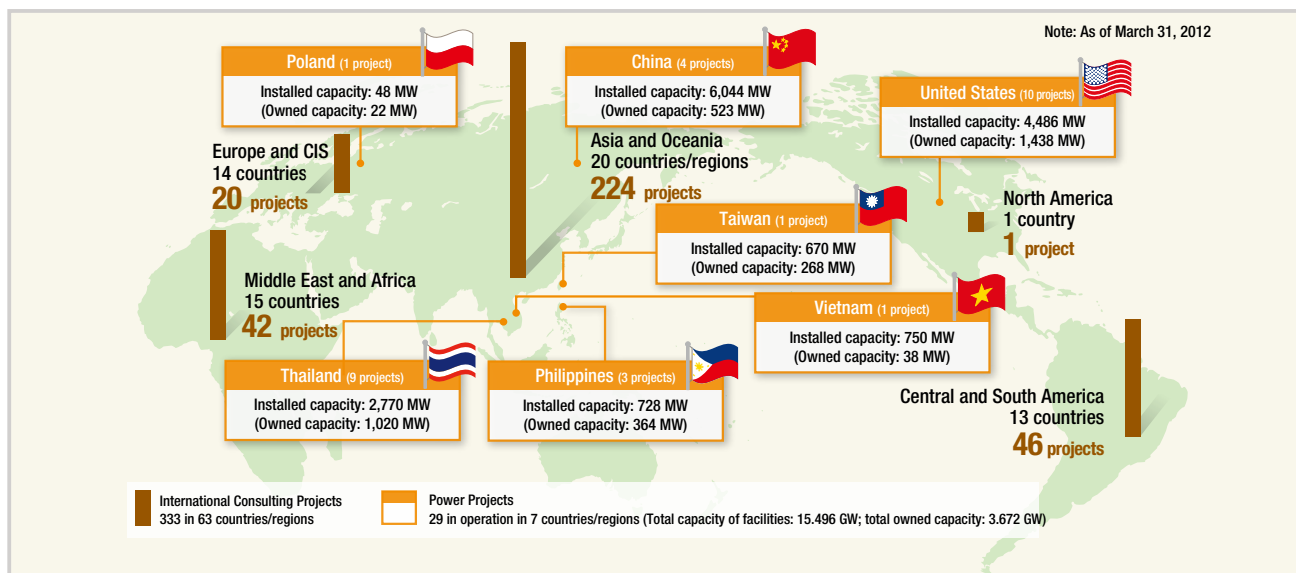 Note: As of March 31, 2012
Poland (1 project)
Installed capacity: 48 MW
(Owned capacity: 22 MW)
China (4 projects)
Installed capacity: 6,044 MW
(Owned capacity: 523 MW)
United States (10 projects)
Installed capacity: 4,486 MW
(Owned capacity: 1,438 MW)
Europe and CIS
14 countries
20 projects
Asia and Oceania
20 countries/regions
224 projects
North America
1 country
1 project
Taiwan (1 project)
Installed capacity: 670 MW
(Owned capacity: 268 MW)
Middle East and Africa
15 countries
42 projects
Vietnam (1 project)
Installed capacity: 750 MW
(Owned capacity: 38 MW)
Thailand (9 projects)
Installed capacity: 2,770 MW
(Owned capacity: 1,020 MW)
Philippines (3 projects)
Installed capacity: 728 MW
(Owned capacity: 364 MW)
Central and South America
13 countries
46 projects
International Consulting Projects
333 in 63 countries/regions
Power Projects
29 in operation in 7 countries/regions (Total capacity of facilities: 15.496 GW; total owned capacity: 3.672 GW)